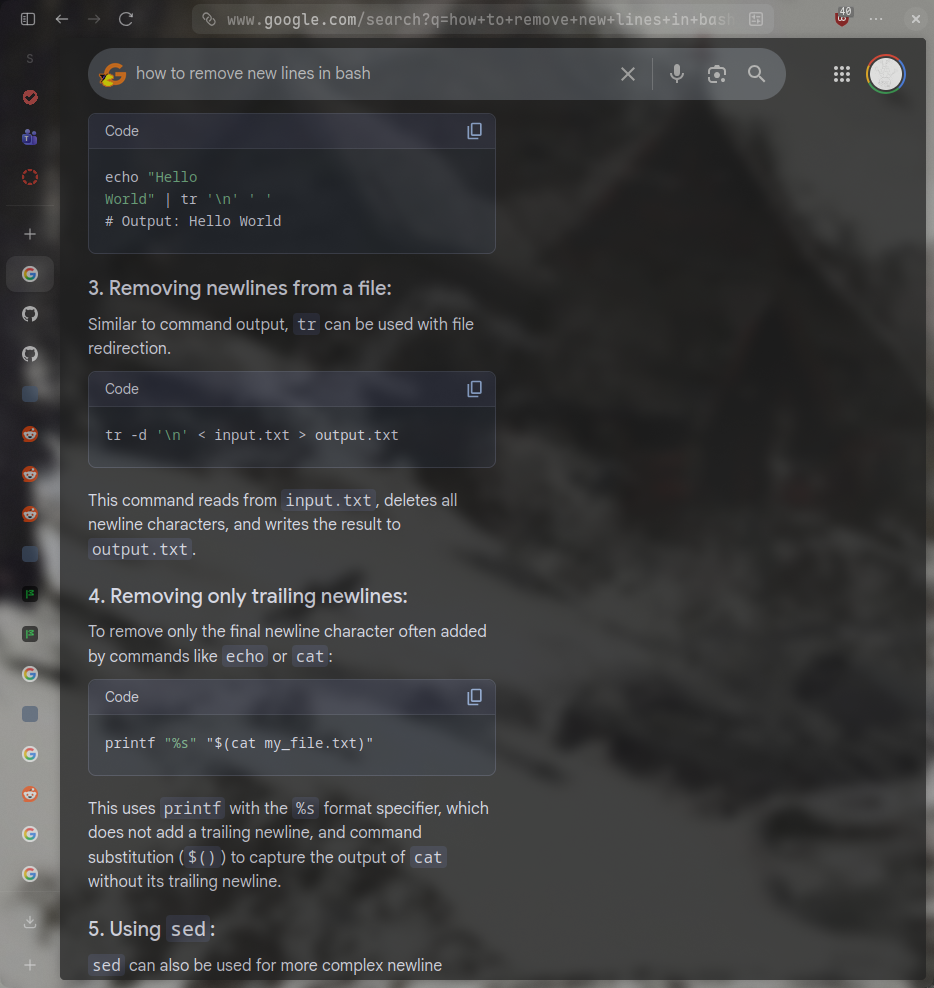 www.google.com/search?q=how+to+remove+new+lines+in+bash
40
S
how to remove new lines in bash
Code
echo "Hello
World" | tr '\n' ' '
# Output: Hello World
3. Removing newlines from a file:
Similar to command output, tr can be used with file
redirection.
Code
tr -d '\n' < input.txt > output.txt
This command reads from input.txt, deletes all
newline characters, and writes the result to
output.txt.
4. Removing only trailing newlines:
To remove only the final newline character often added
by commands like echo or cat:
Code
printf "%s" "$(cat my_file.txt)"
This uses printf with the %s format specifier, which
does not add a trailing newline, and command
substitution ($()) to capture the output of cat
without its trailing newline.
5. Using sed:
sed can also be used for more complex newline